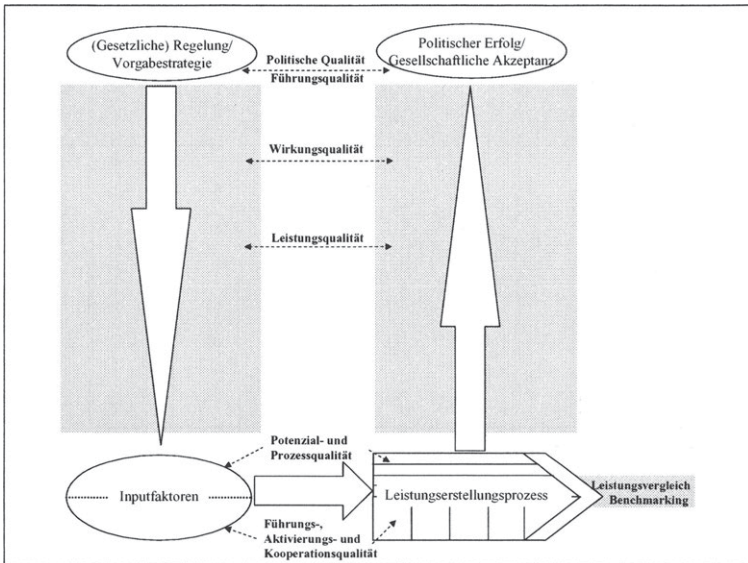 (Gesetzliche) Regelung/
Vorgabestrategie
Politische Qualität
Führungsqualität
Politischer Erfolg/
Gesellschaftliche Akzeptanz
Wirkungsqualität
Leistungsqualität
Potenzial- und
Prozessqualität
Inputfaktoren
Leistungserstellungsprozess
Leistungsvergleich
Benchmarking
Führungs-,
Aktivierungs- und
Kooperationsqualität